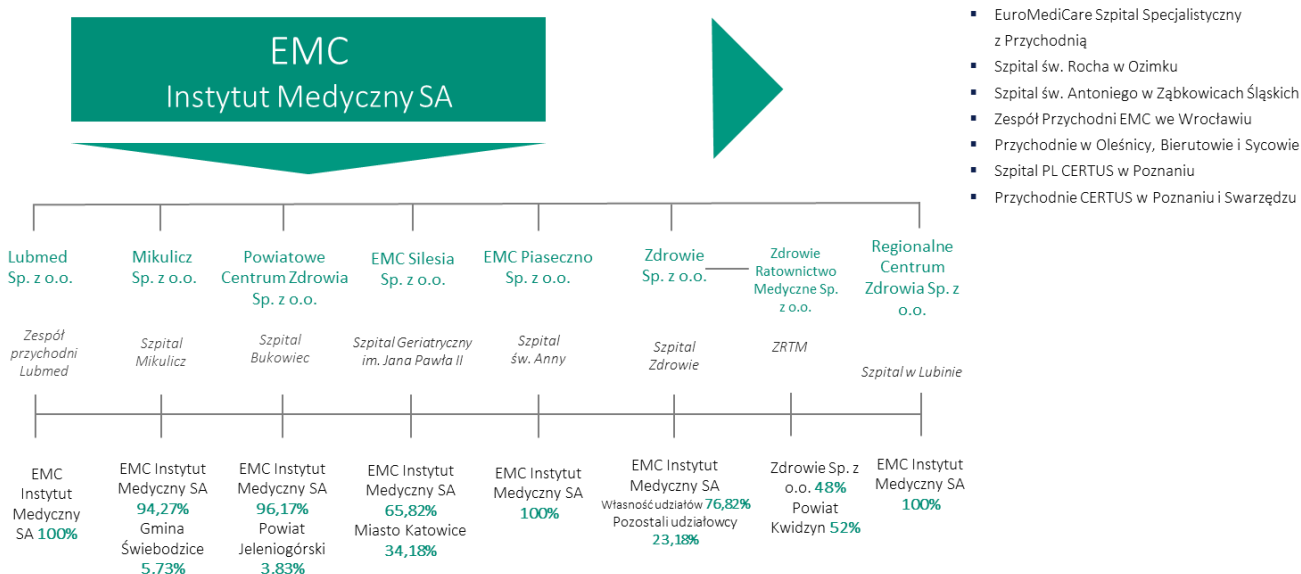 EMC
Instytut Medyczny SA
EuroMediCare Szpital Specjalistyczny
z Przychodnią
Szpital św. Rocha w Ozimku
Szpital św. Antoniego w Ząbkowicach Śląskich
Zespół Przychodni EMC we Wrocławiu
Przychodnie w Oleśnicy, Bierutowie i Sycowie
Szpital PL CERTUS w Poznaniu
Przychodnie CERTUS w Poznaniu i Swarzędzu
Lubmed
Sp. z o.o.
Mikulicz
Sp. z o.o.
Powiatowe
Centrum Zdrowia
Sp. z o.o.
EMC Silesia
Sp. z o.o.
EMC Piaseczno
Sp. z o.o.
Zdrowie
Sp. z o.o.
Zdrowie
Ratownictwo
Medyczne Sp.
z o.o.
Regionalne
Centrum
Zdrowia Sp. z
o.o.
Zespół
przychodni
Lubmed
Szpital
Mikulicz
Szpital
Bukowiec
Szpital Geriatryczny
im. Jana Pawła II
Szpital
św. Anny
Szpital
Zdrowie
ZRTM
Szpital w Lubinie
EMC
Instytut
Medyczny
SA 100%
EMC Instytut
Medyczny SA
94,27%
Gmina
Świebodzice
5,73%
EMC Instytut
Medyczny SA
96,17%
Powiat
Jeleniogórski
3,83%
EMC Instytut
Medyczny SA
65,82%
Miasto Katowice
34,18%
EMC Instytut
Medyczny SA
100%
EMC Instytut
Medyczny SA
Własność udziałów 76,82%
Pozostali udziałowcy
23,18%
Zdrowie Sp. z
o.o. 48%
Powiat
Kwidzyn 52%
EMC Instytut
Medyczny SA
100%